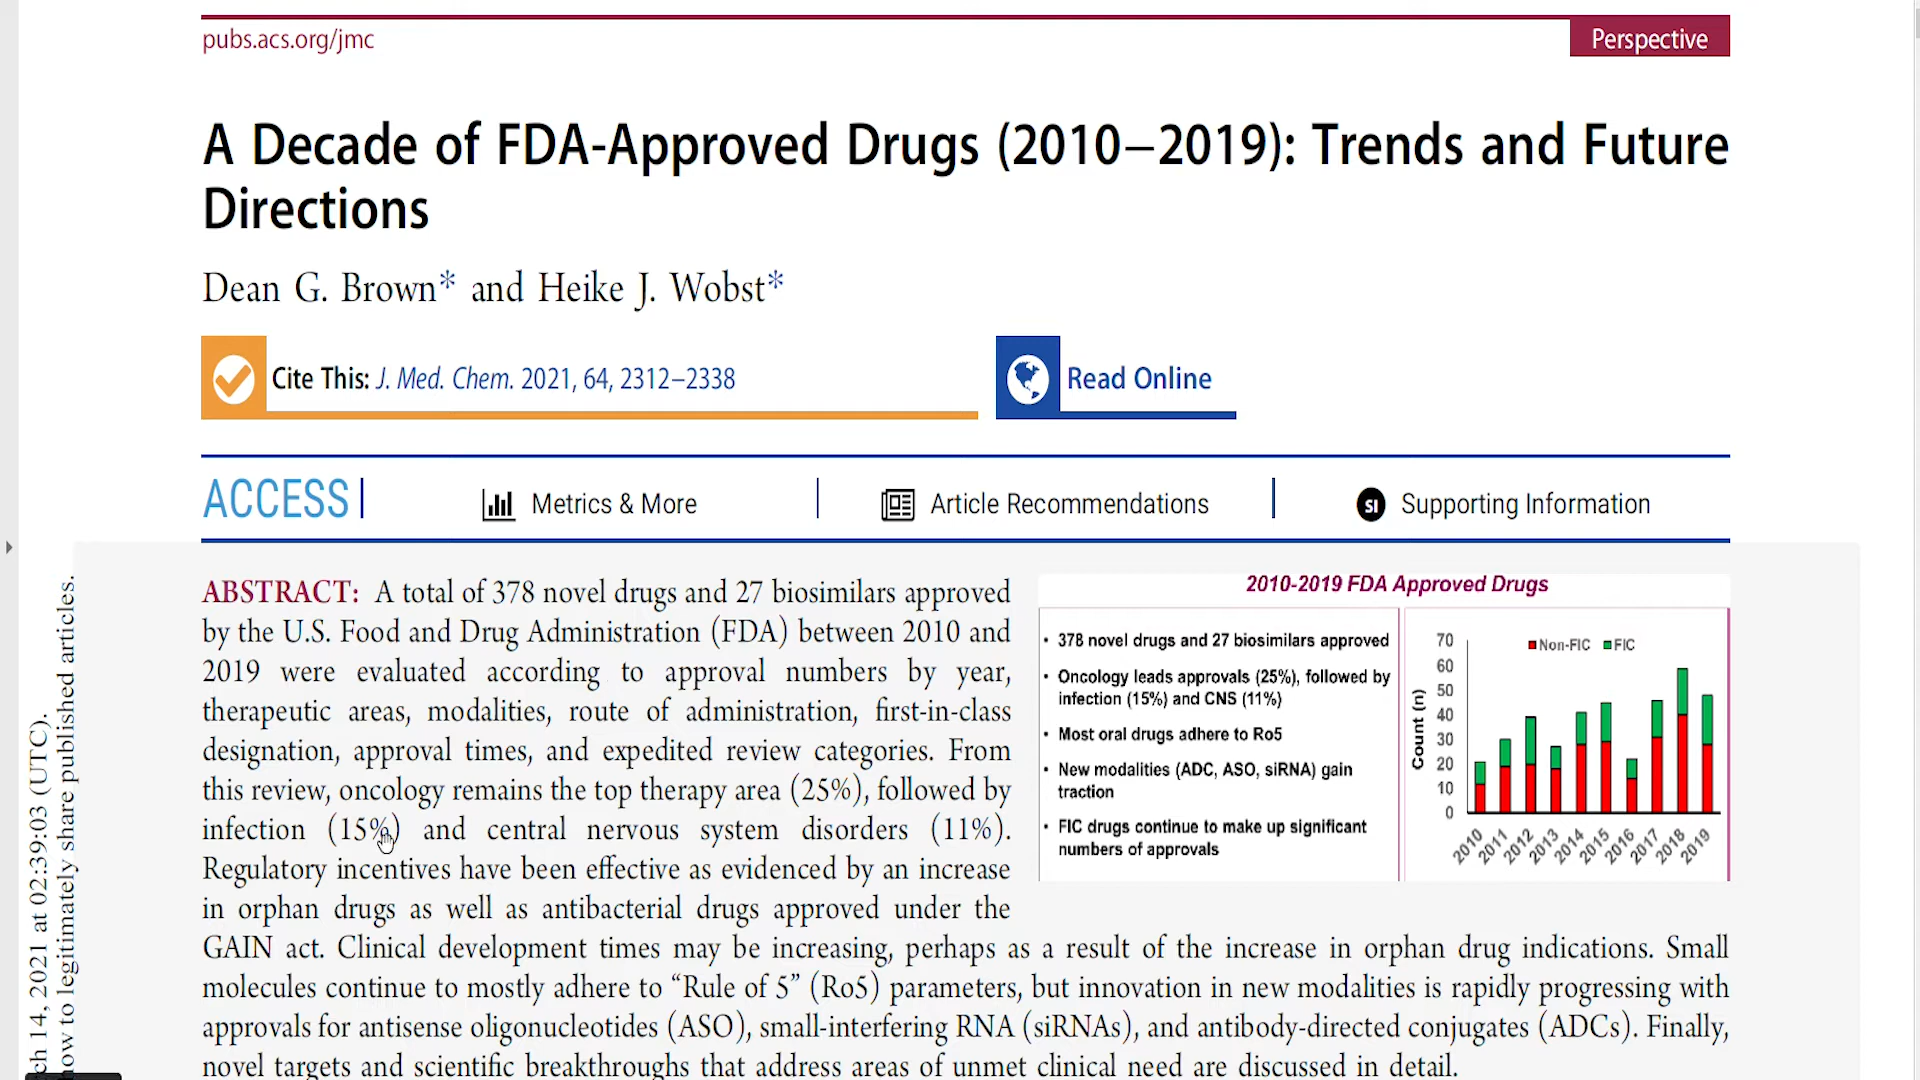 pubs.acs.org/jmc
Perspective
A Decade of FDA-Approved Drugs (2010−2019): Trends and Future
Directions
Dean G. Brown* and Heike J. Wobst*
Cite This: J. Med. Chem. 2021, 64, 2312−2338
Read Online
ACCESS
Metrics & More
Article Recommendations
SI Supporting Information
ABSTRACT: A total of 378 novel drugs and 27 biosimilars approved
by the U.S. Food and Drug Administration (FDA) between 2010 and
2019 were evaluated according to approval numbers by year,
therapeutic areas, modalities, route of administration, first-in-class
designation, approval times, and expedited review categories. From
this review, oncology remains the top therapy area (25%), followed by
infection (15%) and central nervous system disorders (11%).
Regulatory incentives have been effective as evidenced by an increase
in orphan drugs as well as antibacterial drugs approved under the
GAIN act. Clinical development times may be increasing, perhaps as a result of the increase in orphan drug indications. Small
molecules continue to mostly adhere to “Rule of 5” (Ro5) parameters, but innovation in new modalities is rapidly progressing with
approvals for antisense oligonucleotides (ASO), small-interfering RNA (siRNAs), and antibody-directed conjugates (ADCs). Finally,
novel targets and scientific breakthroughs that address areas of unmet clinical need are discussed in detail.
2010-2019 FDA Approved Drugs
• 378 novel drugs and 27 biosimilars approved
• Oncology leads approvals (25%), followed by
infection (15%) and CNS (11%)
• Most oral drugs adhere to Ro5
• New modalities (ADC, ASO, siRNA) gain
traction
• FIC drugs continue to make up significant
numbers of approvals
Non-FIC FIC
Count (n)
70
60
50
40
30
20
10
0
2010 2011 2012 2013 2014 2015 2016 2017 2018 2019
ch 14, 2021 at 02:39:03 (UTC).
how to legitimately share published articles.